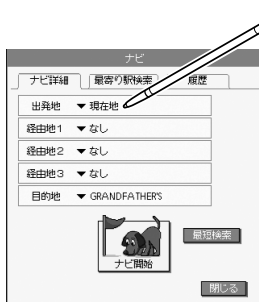 ナビ
ナビ詳細 最寄り駅検索 履歴
出発地 ▼現在地
経由地1 ▼なし
経由地2 ▼なし
経由地3 ▼なし
目的地 ▼GRANDFATHER'S
最短検索
ナビ開始
閉じる